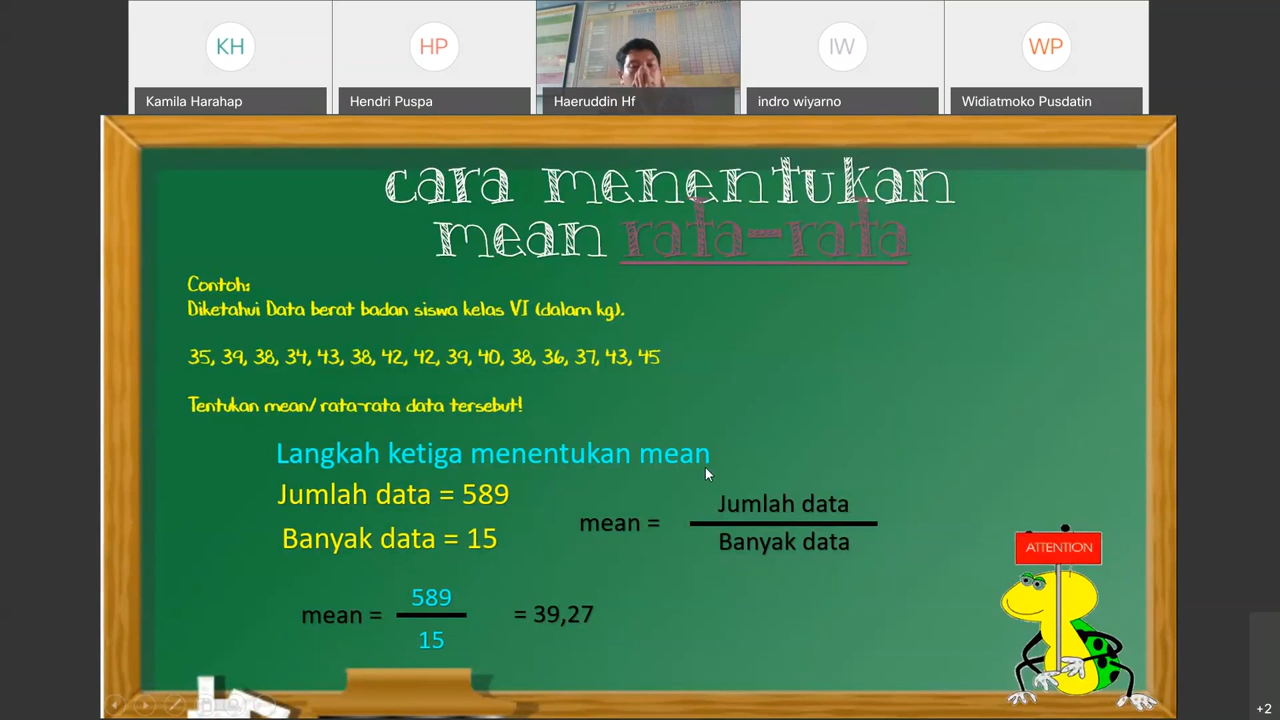 KH
HP
IW
WP
Kamila Harahap
Hendri Puspa
Haeruddin Hf
indro wiyarno
Widiatmoko Pusdatin
cara menentukan
mean rata-rata
Contoh:
Diketahui Data berat badan siswa kelas VI (dalam kg).
35, 39, 38, 34, 43, 38, 42, 42, 39, 40, 38, 36, 37, 43, 45
Tentukan mean/ rata-rata data tersebut!
Langkah ketiga menentukan mean
Jumlah data = 589
Banyak data = 15
mean =
Jumlah data
Banyak data
mean =
589
15
= 39,27
ATTENTION
+2